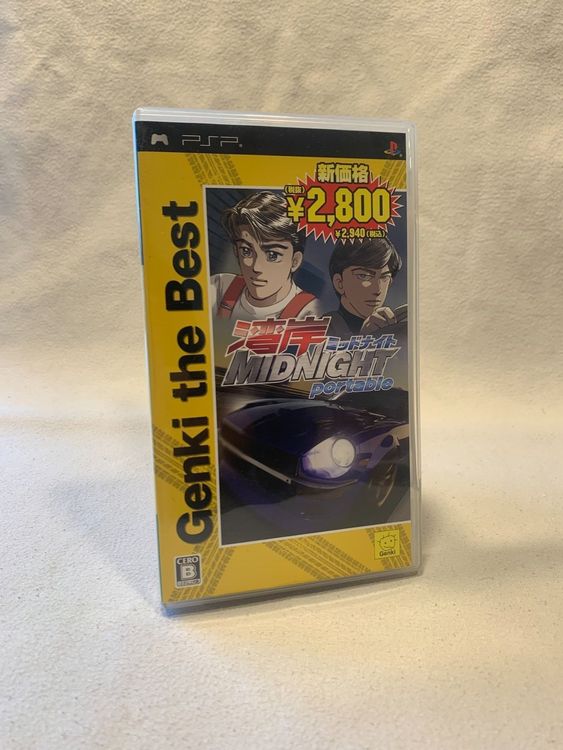 PSP
新価格
(税抜)
¥2,800
¥2,940(税込)
Genki the Best
湾岸
ミッドナイト
MIDNIGHT
portable
CERO
B
Genki